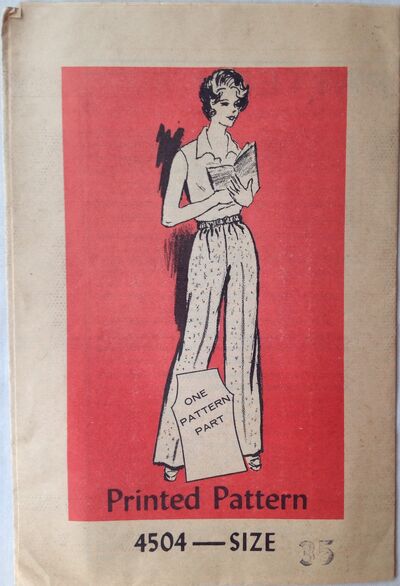 ONE
PATTERN
PART
Printed Pattern
4504 — SIZE 35